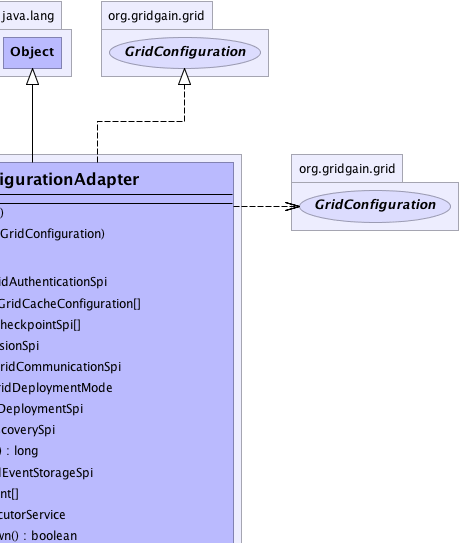 java.lang
org.gridgain.grid
Object
GridConfiguration
igurationAdapter
org.gridgain.grid
GridConfiguration
)
GridConfiguration)
idAuthenticationSpi
GridCacheConfiguration[]
heckpointSpi[]
sionSpi
ridCommunicationSpi
ridDeploymentMode
DeploymentSpi
coverySpi
) : long
dEventStorageSpi
nt[]
cutorService
wn() : boolean